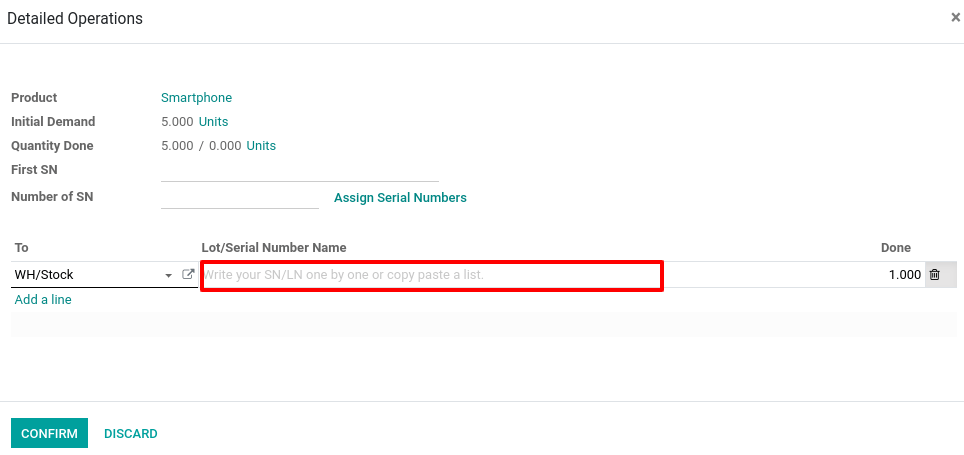 Detailed Operations ×
Product Smartphone
Initial Demand 5.000 Units
Quantity Done 5.000 / 0.000 Units
First SN
Number of SN Assign Serial Numbers
To Lot/Serial Number Name Done
WH/Stock Write your SN/LN one by one or copy paste a list. 1.000
Add a line
CONFIRM DISCARD